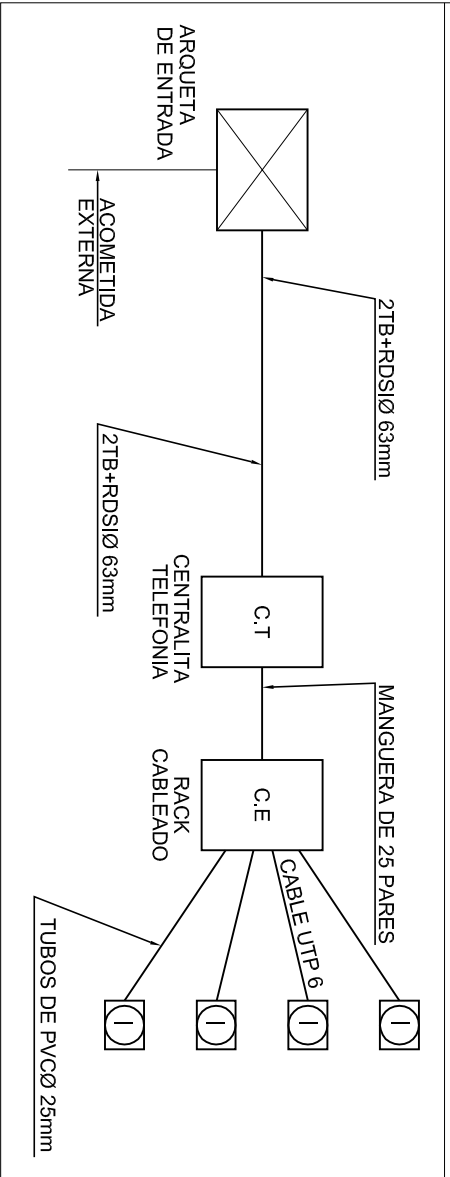 ARQUETA
DE ENTRADA
ACOMETIDA
EXTERNA
2TB+RDSIØ 63mm
2TB+RDSIØ 63mm
CENTRALITA
TELEFONIA
C.T
MANGUERA DE 25 PARES
RACK
CABLEADO
C.E
CABLE UTP 6
TUBOS DE PVCØ 25mm